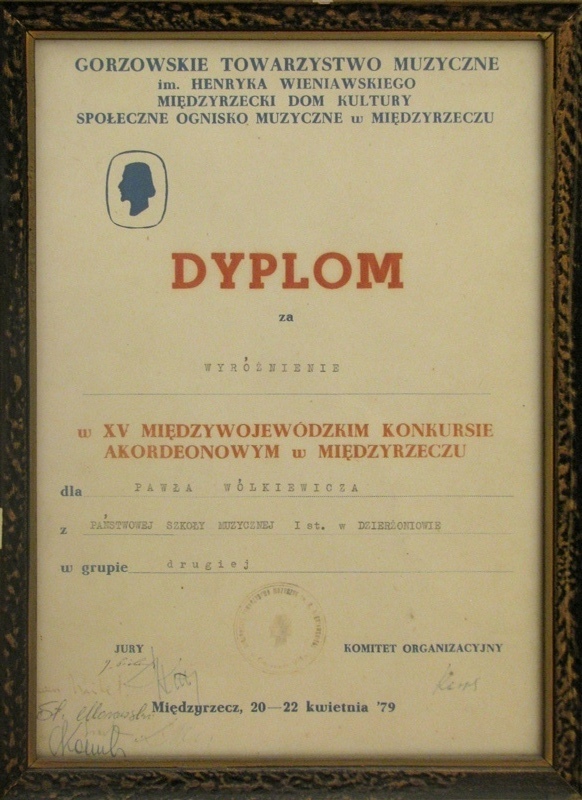 GORZOWSKIE TOWARZYSTWO MUZYCZNE
im. HENRYKA WIENIAWSKIEGO
MIĘDZYRZECKI DOM KULTURY
SPOŁECZNE OGNISKO MUZYCZNE w MIĘDZYRZECZU
DYPLOM
za
WYRÓŻNIENIE
w XV MIĘDZYWOJEWÓDZKIM KONKURSIE
AKORDEONOWYM w MIĘDZYRZECZU
dla PAWŁA WÓLKIEWICZA
z PAŃSTWOWEJ SZKOŁY MUZYCZNEJ I st. w DZIERŻONIOWIE
w grupie drugiej
JURY KOMITET ORGANIZACYJNY
Międzyrzecz, 20—22 kwietnia '79